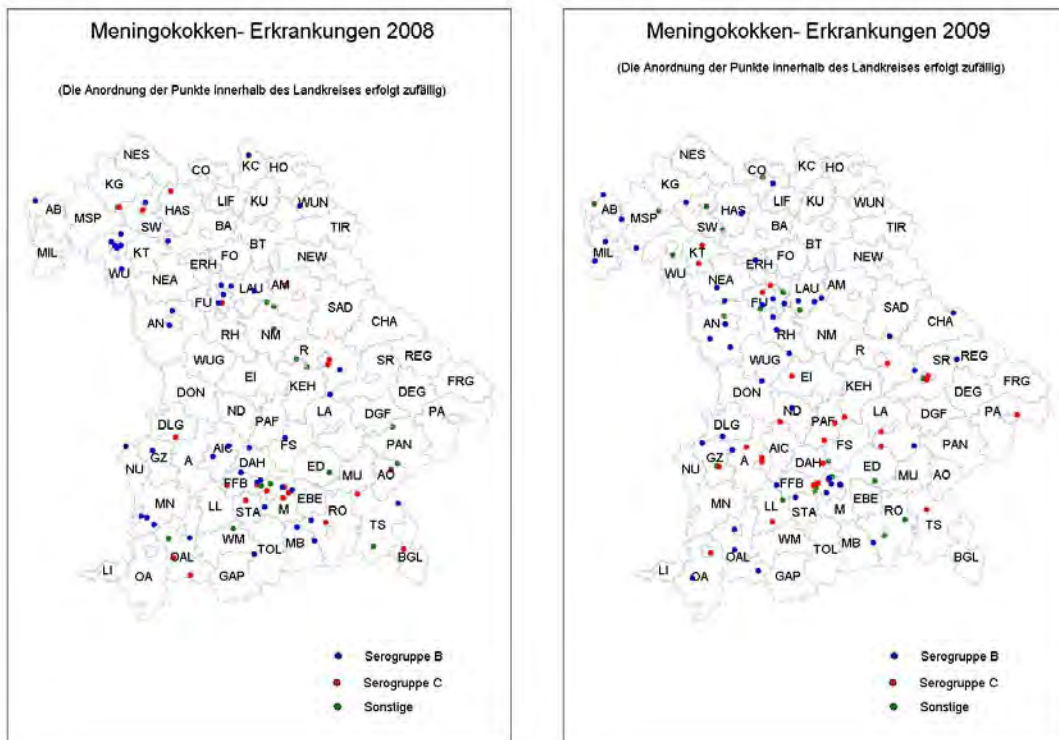 Meningokokken- Erkrankungen 2008
(Die Anordnung der Punkte innerhalb des Landkreises erfolgt zufällig)
NES
CO
KC
HO
KG
AB
MSP
HAS
LIF
KU
WUN
SW
BA
TIR
MIL
KT
BT
WU
FO
ERH
NEW
NEA
LAU
AM
FU
AN
SAD
RH
NM
CHA
WUG
R
SR
REG
EI
DON
KEH
DEG
FRG
ND
LA
DGF
PA
DLG
PAF
AIC
FS
PAN
NU
GZ
A
DAH
ED
MU
AO
FFB
MN
LL
EBE
STA
M
RO
TS
WM
MB
OAL
TOL
BGL
LI
OA
GAP
Serogruppe B
Serogruppe C
Sonstige
Meningokokken- Erkrankungen 2009
(Die Anordnung der Punkte innerhalb des Landkreises erfolgt zufällig)
NES
CO
KC
HO
KG
AB
MSP
HAS
LIF
KU
WUN
SW
BA
TIR
MIL
KT
BT
WU
FO
ERH
NEW
NEA
LAU
AM
FU
AN
SAD
RH
NM
CHA
WUG
R
SR
REG
EI
DON
KEH
DEG
FRG
ND
LA
DGF
PA
DLG
PAF
AIC
FS
PAN
NU
GZ
A
DAH
ED
MU
AO
FFB
MN
LL
EBE
STA
M
RO
TS
WM
MB
OAL
TOL
BGL
LI
OA
GAP
Serogruppe B
Serogruppe C
Sonstige